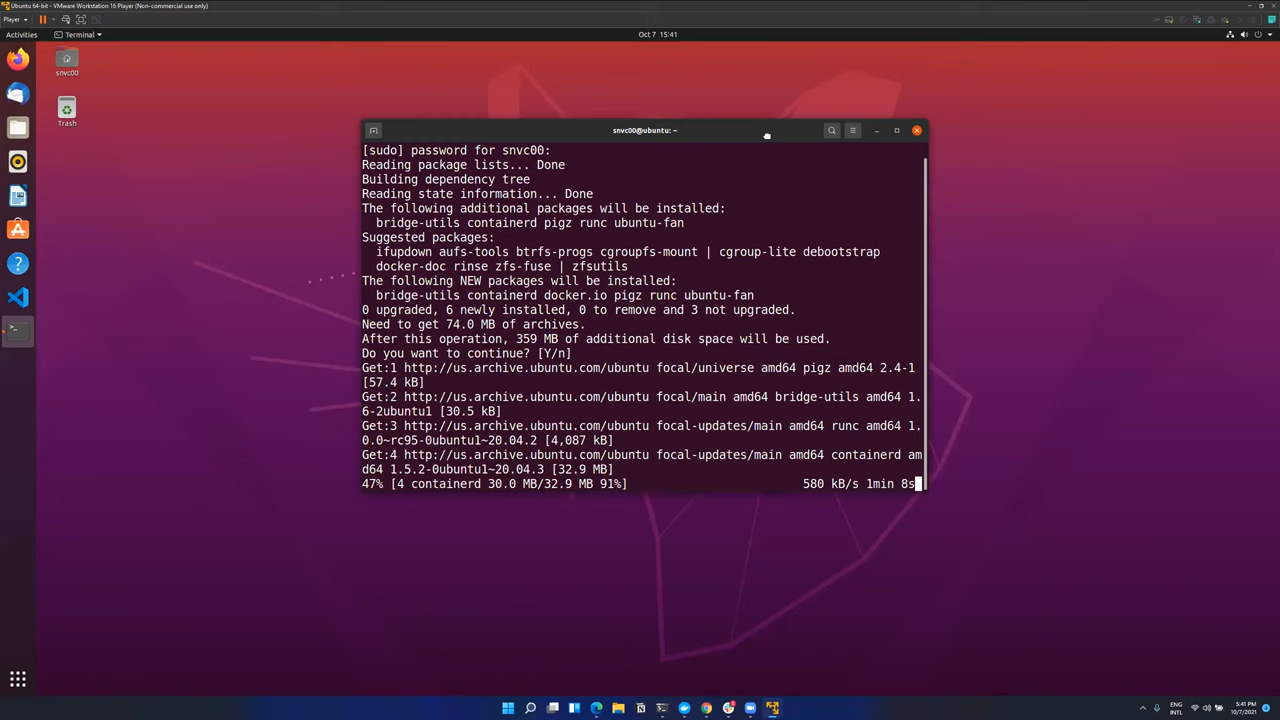 Ubuntu 64-bit - VMware Workstation 16 Player (Non-commercial use only)
Player
Activities
Terminal
Oct 7 15:41
snvc00
Trash
snvc00@ubuntu: ~
[sudo] password for snvc00:
Reading package lists... Done
Building dependency tree
Reading state information... Done
The following additional packages will be installed:
bridge-utils containerd pigz runc ubuntu-fan
Suggested packages:
ifupdown aufs-tools btrfs-progs cgroupfs-mount | cgroup-lite debootstrap
docker-doc rinse zfs-fuse | zfsutils
The following NEW packages will be installed:
bridge-utils containerd docker.io pigz runc ubuntu-fan
0 upgraded, 6 newly installed, 0 to remove and 3 not upgraded.
Need to get 74.0 MB of archives.
After this operation, 359 MB of additional disk space will be used.
Do you want to continue? [Y/n]
Get:1 http://us.archive.ubuntu.com/ubuntu focal/universe amd64 pigz amd64 2.4-1
[57.4 kB]
Get:2 http://us.archive.ubuntu.com/ubuntu focal/main amd64 bridge-utils amd64 1.
6-2ubuntu1 [30.5 kB]
Get:3 http://us.archive.ubuntu.com/ubuntu focal-updates/main amd64 runc amd64 1.
0.0~rc95-0ubuntu1~20.04.2 [4,087 kB]
Get:4 http://us.archive.ubuntu.com/ubuntu focal-updates/main amd64 containerd am
d64 1.5.2-0ubuntu1~20.04.3 [32.9 MB]
47% [4 containerd 30.0 MB/32.9 MB 91%] 580 kB/s 1min 8s
ENG
INTL
5:41 PM
10/7/2021